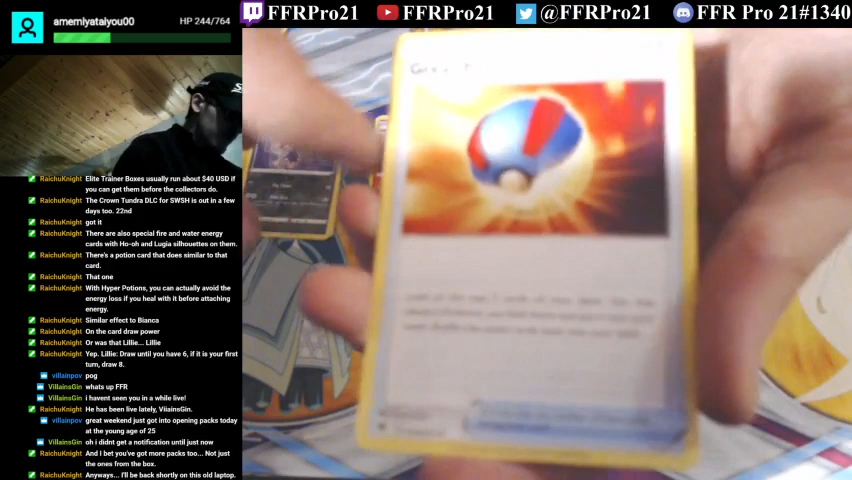 amemlyatalyou00
HP 244/764
FFRPro21
FFRPro21
@FFRPro21
FFR Pro 21#1340
RaichuKnight Elite Trainer Boxes usually run about $40 USD if
you can get them before the collectors do.
RaichuKnight The Crown Tundra DLC for SWSH is out in a few
days too. 22nd
RaichuKnight got it
RaichuKnight There are also special fire and water energy
cards with Ho-oh and Lugia silhouettes on them.
RaichuKnight There's a potion card that does similar to that
card.
RaichuKnight That one
RaichuKnight With Hyper Potions, you can actually avoid the
energy loss if you heal with it before attaching
energy.
RaichuKnight Similar effect to Bianca
RaichuKnight On the card draw power
RaichuKnight Or was that Lillie... Lillie
RaichuKnight Yep. Lillie: Draw until you have 6, if it is your first
turn, draw 8.
villainpov pog
VillainsGin whats up FFR
VillainsGin i havent seen you in a while live!
RaichuKnight He has been live lately, ViiainsGin.
villainpov great weekend just got into opening packs today
at the young age of 25
VillainsGin oh i didnt get a notification until just now
RaichuKnight And I bet you've got more packs too... Not just
the ones from the box.
RaichuKnight Anyways... I'll be back shortly on this old laptop.